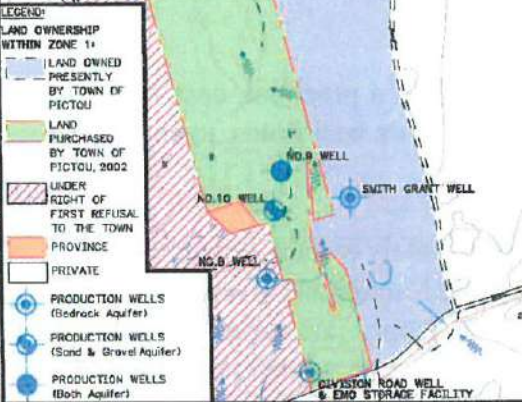 LEGEND:
LAND OWNERSHIP
WITHIN ZONE 1:
LAND OWNED
PRESENTLY
BY TOWN OF
PICTOU
LAND
PURCHASED
BY TOWN OF
PICTOU, 2002
UNDER
RIGHT OF
FIRST REFUSAL
TO THE TOWN
PROVINCE
PRIVATE
PRODUCTION WELLS
(Bedrock Aquifer)
PRODUCTION WELLS
(Sand & Gravel Aquifer)
PRODUCTION WELLS
(Both Aquifer)
NO.9 WELL
SMITH GRANT WELL
NO.10 WELL
NO.8 WELL
DIVISION ROAD WELL
& EMO STORAGE FACILITY